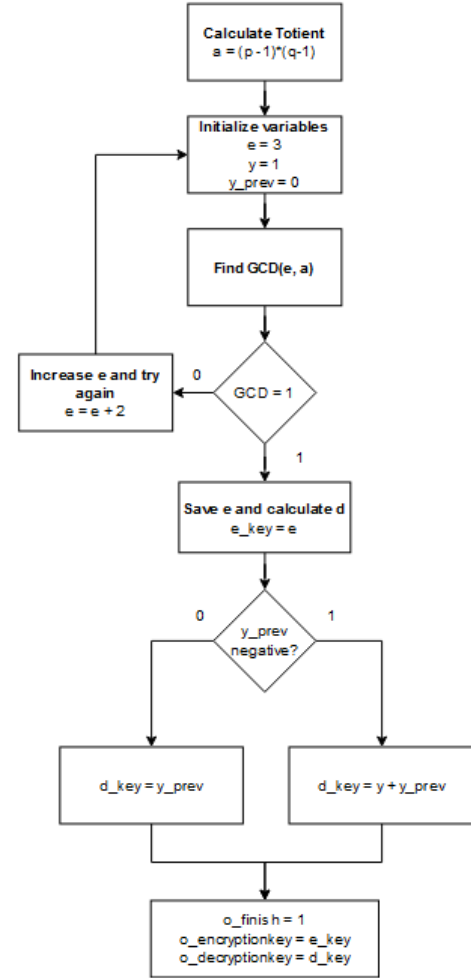 Calculate Totient
a = (p - 1)*(q-1)
Initialize variables
e = 3
y = 1
y_prev = 0
Find GCD(e, a)
GCD = 1
0
Increase e and try
again
e = e + 2
1
Save e and calculate d
e_key = e
y_prev
negative?
0
1
d_key = y_prev
d_key = y + y_prev
o_finish = 1
o_encryptionkey = e_key
o_decryptionkey = d_key